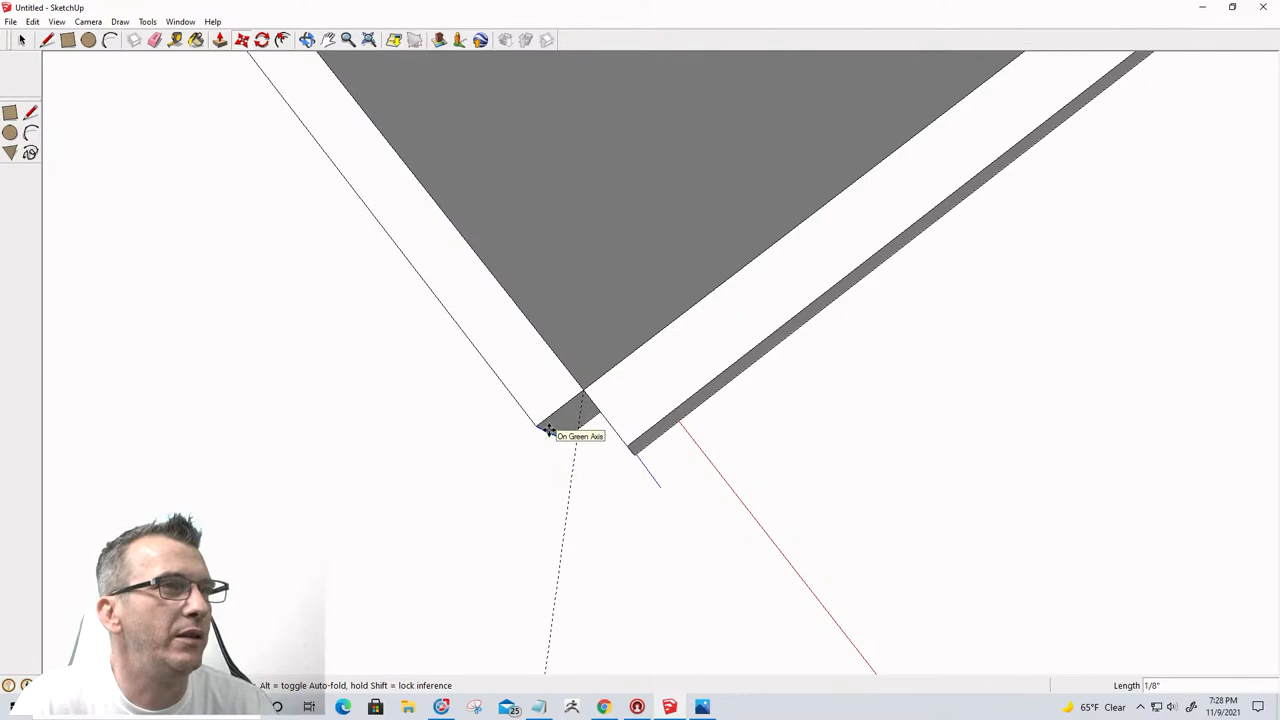 Untitled - SketchUp
File Edit View Camera Draw Tools Window Help
On Green Axis
Alt = toggle Auto-fold, hold Shift = lock inference
Length 1/8"
25
65°F Clear
7:28 PM
11/9/2021